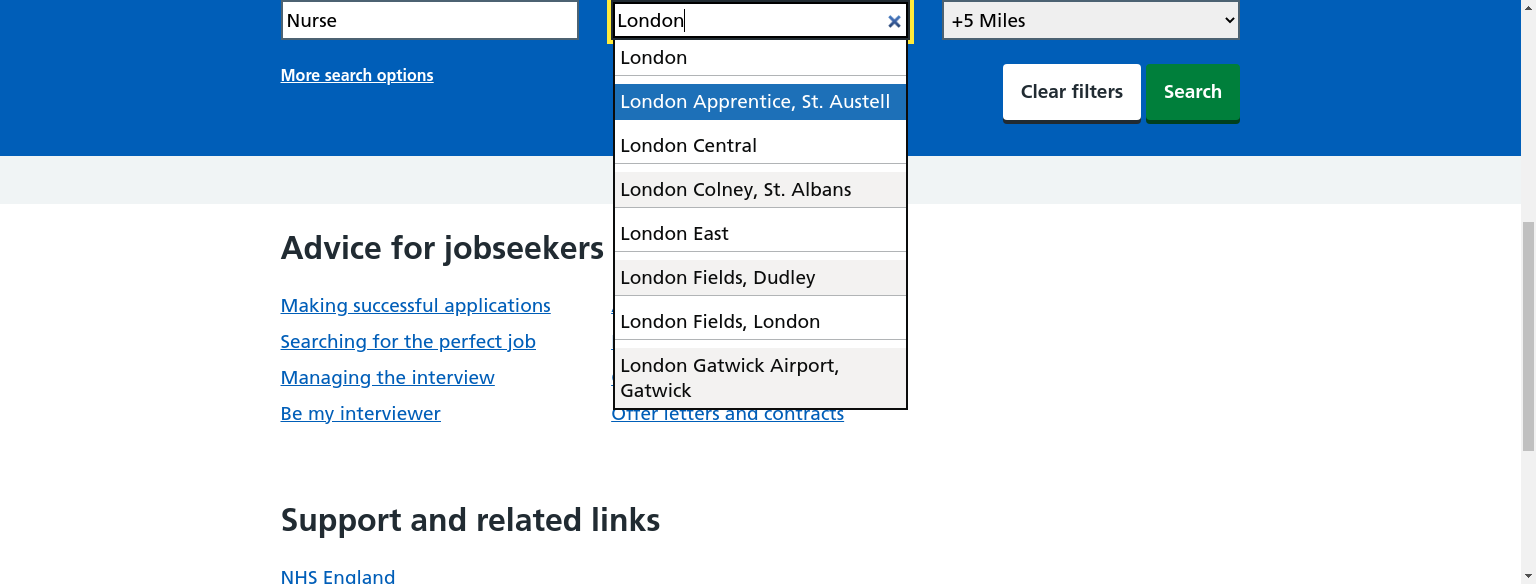 Nurse
London
+5 Miles
More search options
Clear filters
Search
London
London Apprentice, St. Austell
London Central
London Colney, St. Albans
London East
London Fields, Dudley
London Fields, London
London Gatwick Airport,
Gatwick
Advice for jobseekers
Making successful applications
Searching for the perfect job
Managing the interview
Be my interviewer
Offer letters and contracts
Support and related links
NHS England